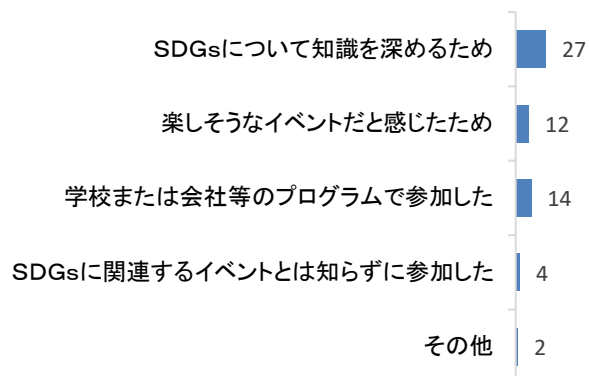 SDGsについて知識を深めるため 27
楽しそうなイベントだと感じたため 12
学校または会社等のプログラムで参加した 14
SDGsに関連するイベントとは知らずに参加した 4
その他 2